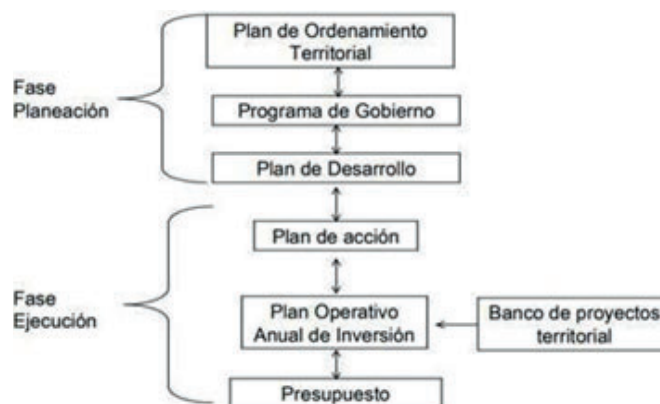 Plan de Ordenamiento
Territorial
Fase
Planeación
Programa de Gobierno
Plan de Desarrollo
Plan de acción
Fase
Ejecución
Plan Operativo
Anual de Inversión
Banco de proyectos
territorial
Presupuesto